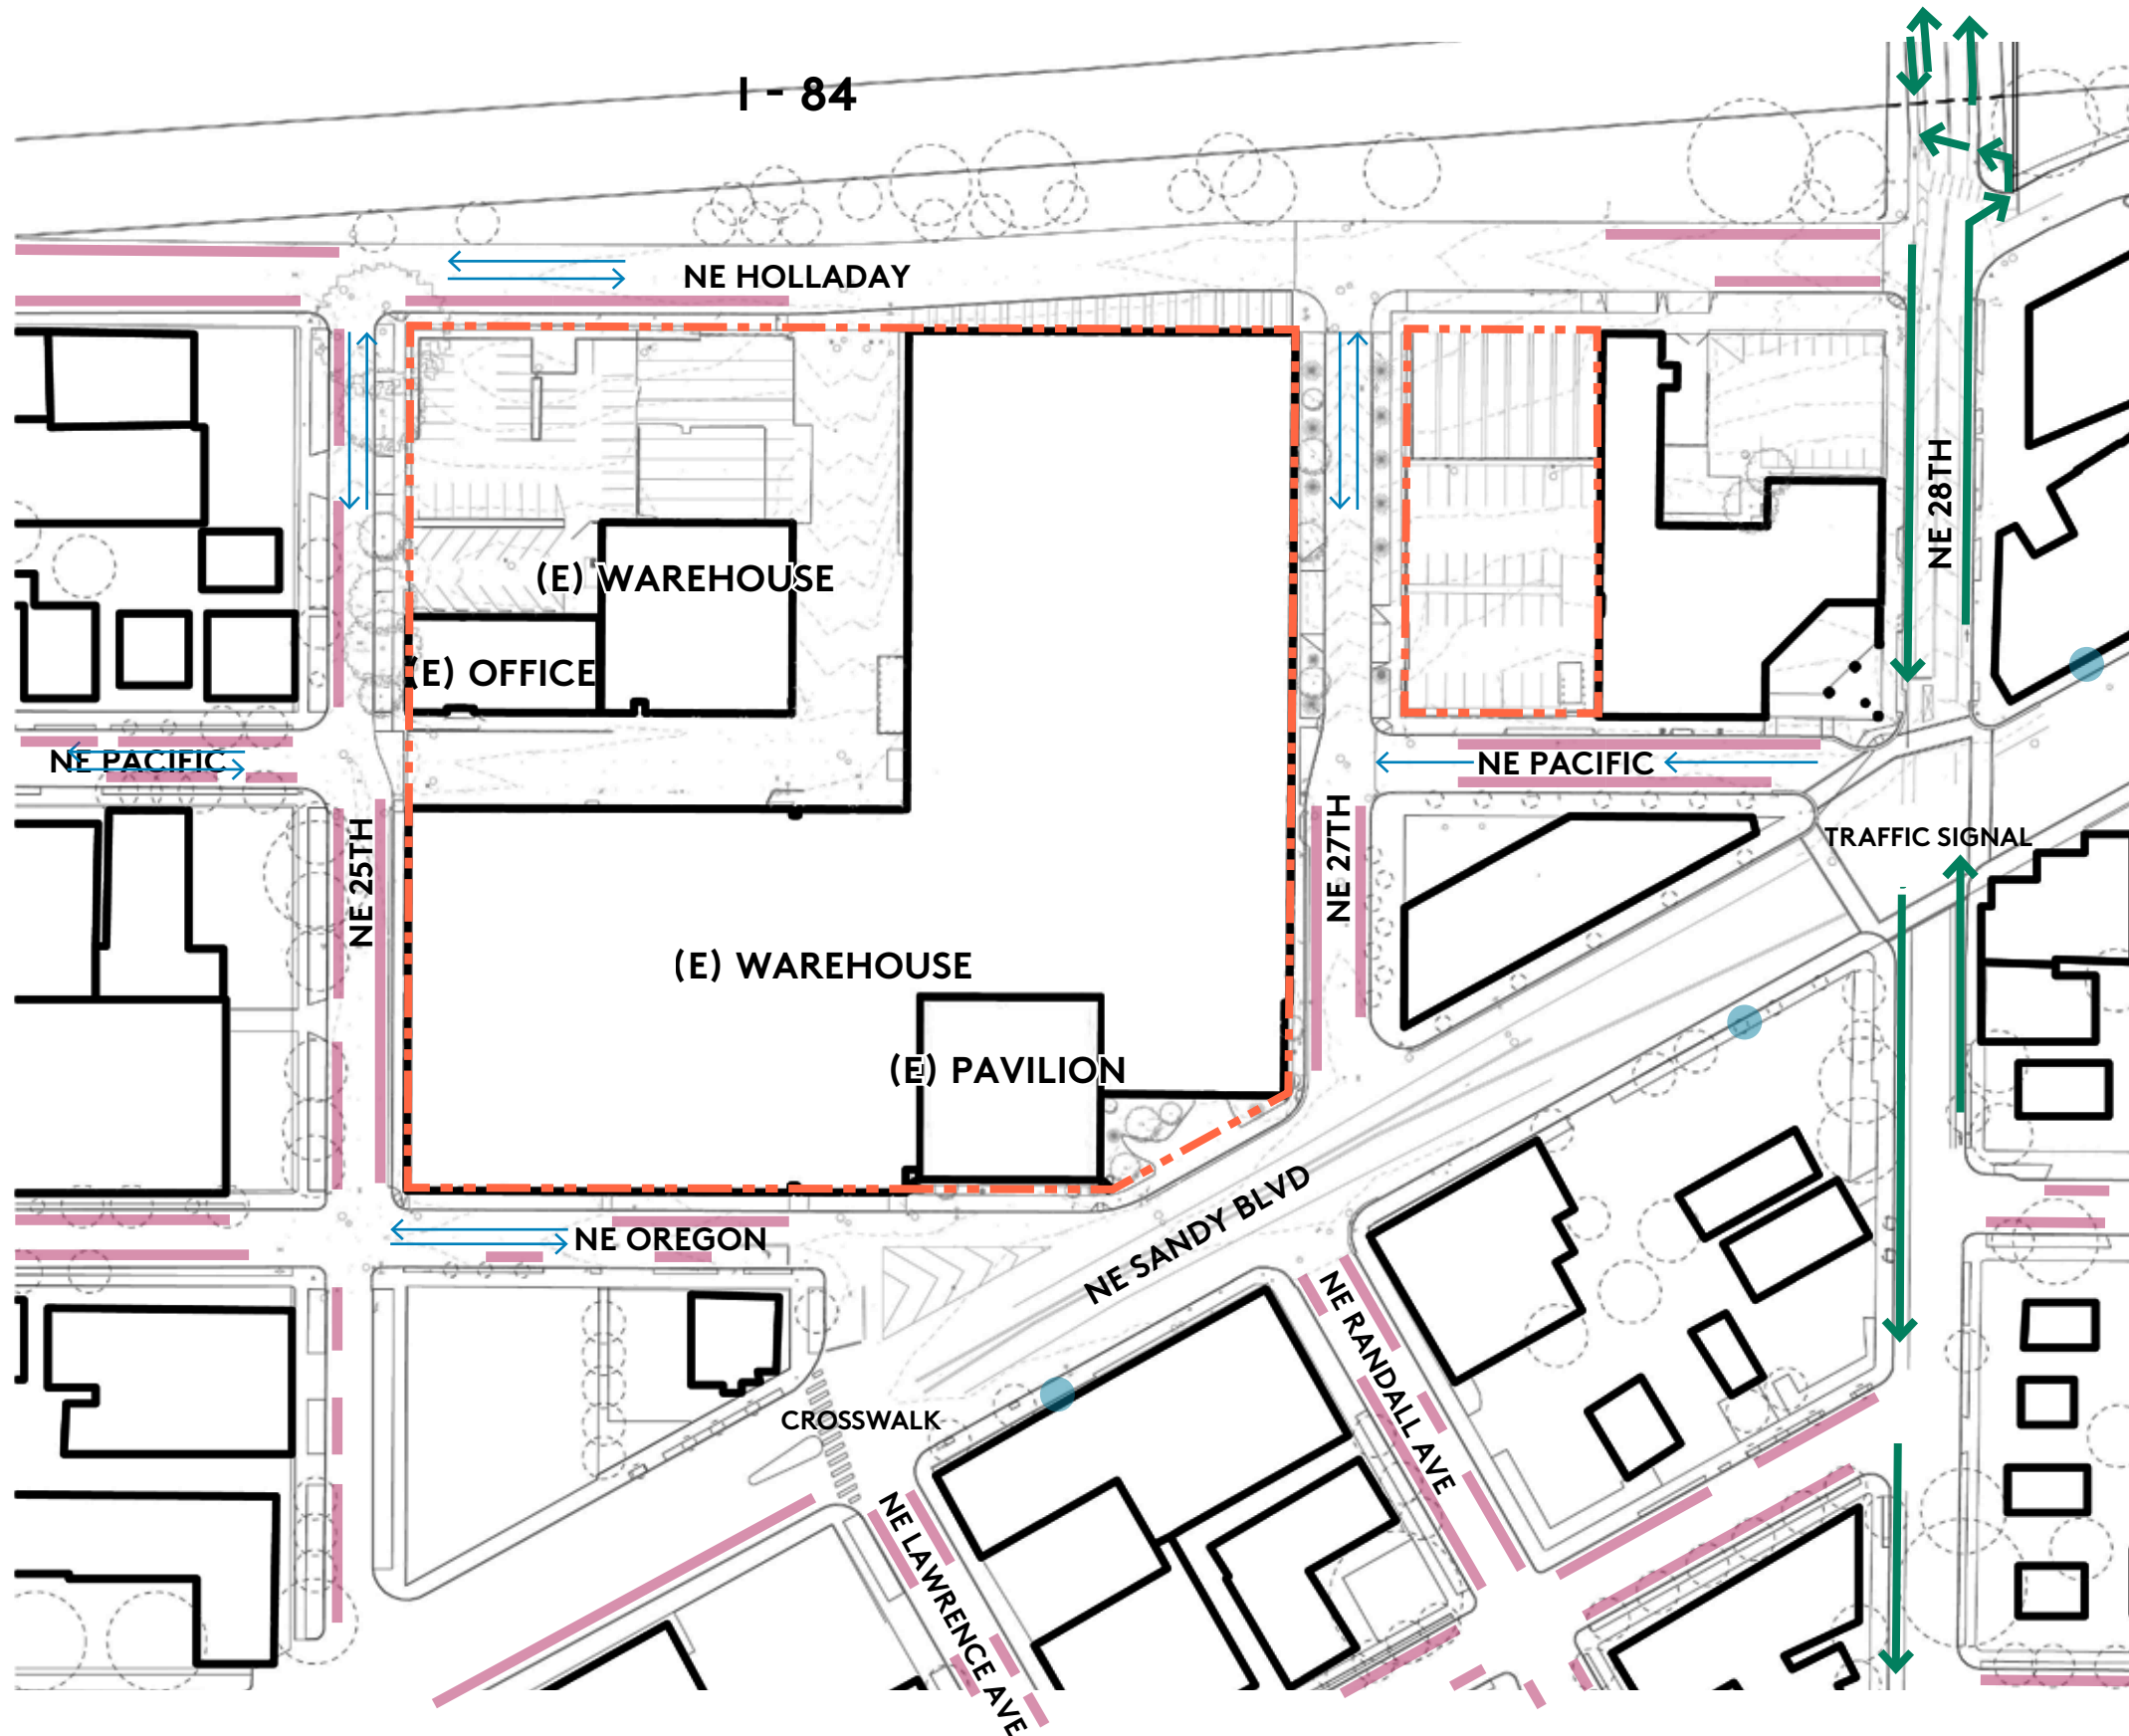 I - 84
NE HOLLADAY
NE 28TH
(E) WAREHOUSE
(E) OFFICE
NE PACIFIC
NE PACIFIC
NE 25TH
NE 27TH
TRAFFIC SIGNAL
(E) WAREHOUSE
(E) PAVILION
NE OREGON
NE SANDY BLVD
NE RANDALL AVE
CROSSWALK
NE LAWRENCE AVE